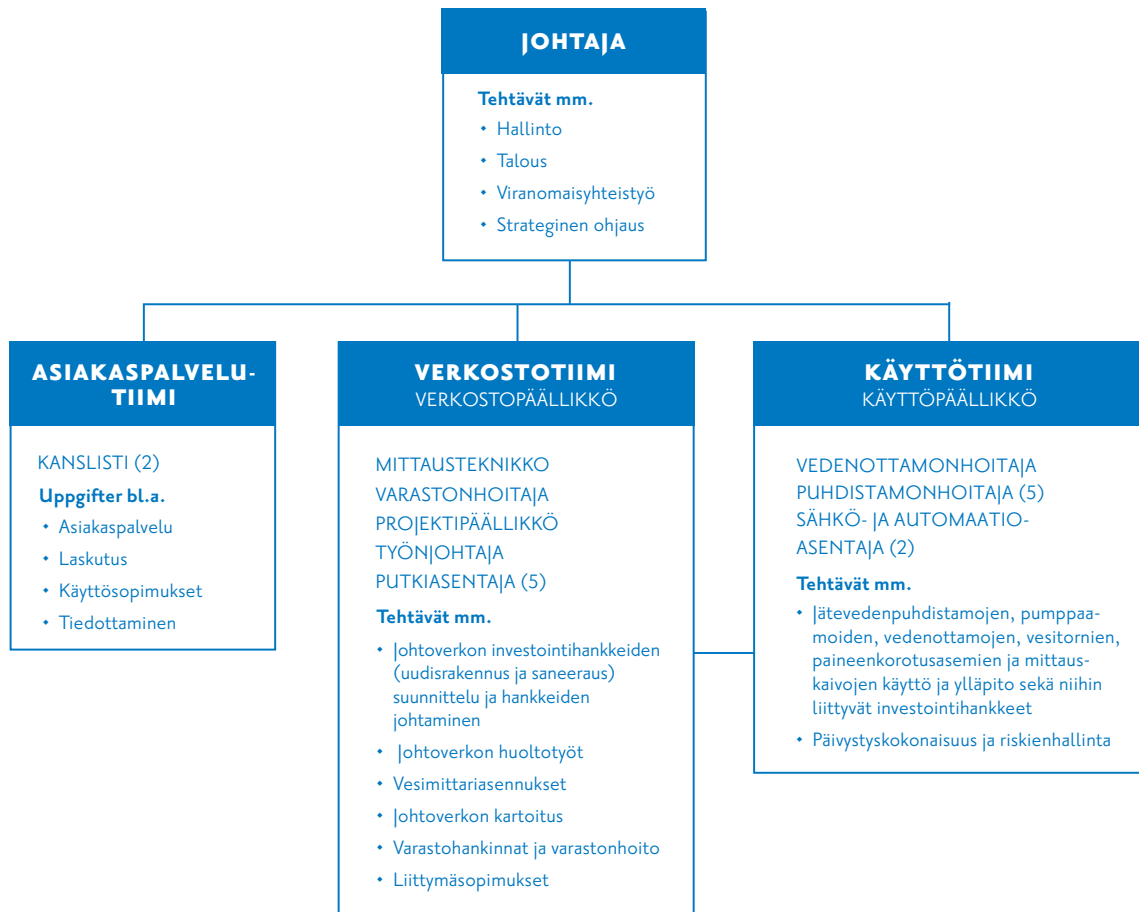 JOHTAJA
Tehtävät mm.
• Hallinto
• Talous
• Viranomaisyhteistyö
• Strateginen ohjaus
ASIAKASPALVELU-
TIIMI
KANSLISTI (2)
Uppgifter bl.a.
• Asiakaspalvelu
• Laskutus
• Käyttösopimukset
• Tiedottaminen
VERKOSTOTIIMI
VERKOSTOPÄÄLLIKKÖ
MITTAUSTEKNIKKO
VARASTONHOITAJA
PROJEKTIPÄÄLLIKKÖ
TYÖNJOHTAJA
PUTKIASENTAJA (5)
Tehtävät mm.
• Johtoverkon investointihankkeiden
(uudisrakennus ja saneeraus)
suunnittelu ja hankkeiden
johtaminen
• Johtoverkon huoltotyöt
• Vesimittariasennukset
• Johtoverkon kartoitus
• Varastohankinnat ja varastonhoito
• Liittymäsopimukset
KÄYTTÖTIIMI
KÄYTTÖPÄÄLLIKKÖ
VEDENOTTAMONHOITAJA
PUHDISTAMONHOITAJA (5)
SÄHKÖ- JA AUTOMAATIO-
ASENTAJA (2)
Tehtävät mm.
• Jätevedenpuhdistamojen, pumppaa-
moiden, vedenottamojen, vesitornien,
paineenkorotusasemien ja mittaus-
kaivojen käyttö ja ylläpito sekä niihin
liittyvät investointihankkeet
• Päivystyskokonaisuus ja riskienhallinta